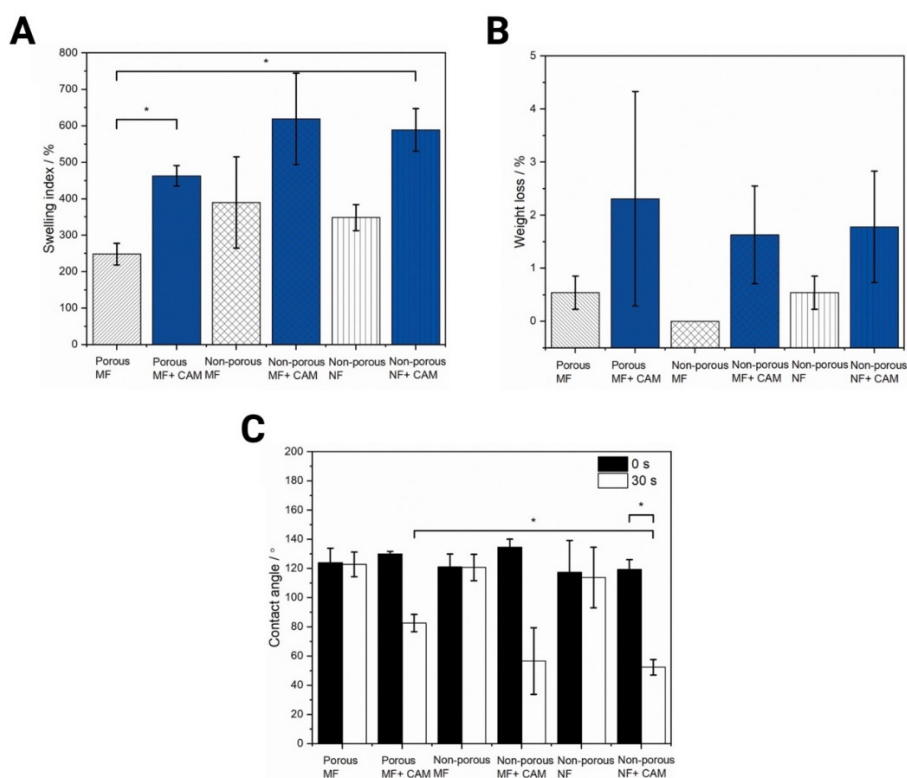 A
Swelling index / %
800
700
600
500
400
300
200
100
0
*
*
Porous
MF
Porous
MF+ CAM
Non-porous
MF
Non-porous
MF+ CAM
Non-porous
NF
Non-porous
NF+ CAM
B
Weight loss / %
5
4
3
2
1
0
Porous
MF
Porous
MF+ CAM
Non-porous
MF
Non-porous
MF+ CAM
Non-porous
NF
Non-porous
NF+ CAM
C
Contact angle / °
200
180
160
140
120
100
80
60
40
20
0
0 s
30 s
*
*
Porous
MF
Porous
MF+ CAM
Non-porous
MF
Non-porous
MF+ CAM
Non-porous
NF
Non-porous
NF+ CAM